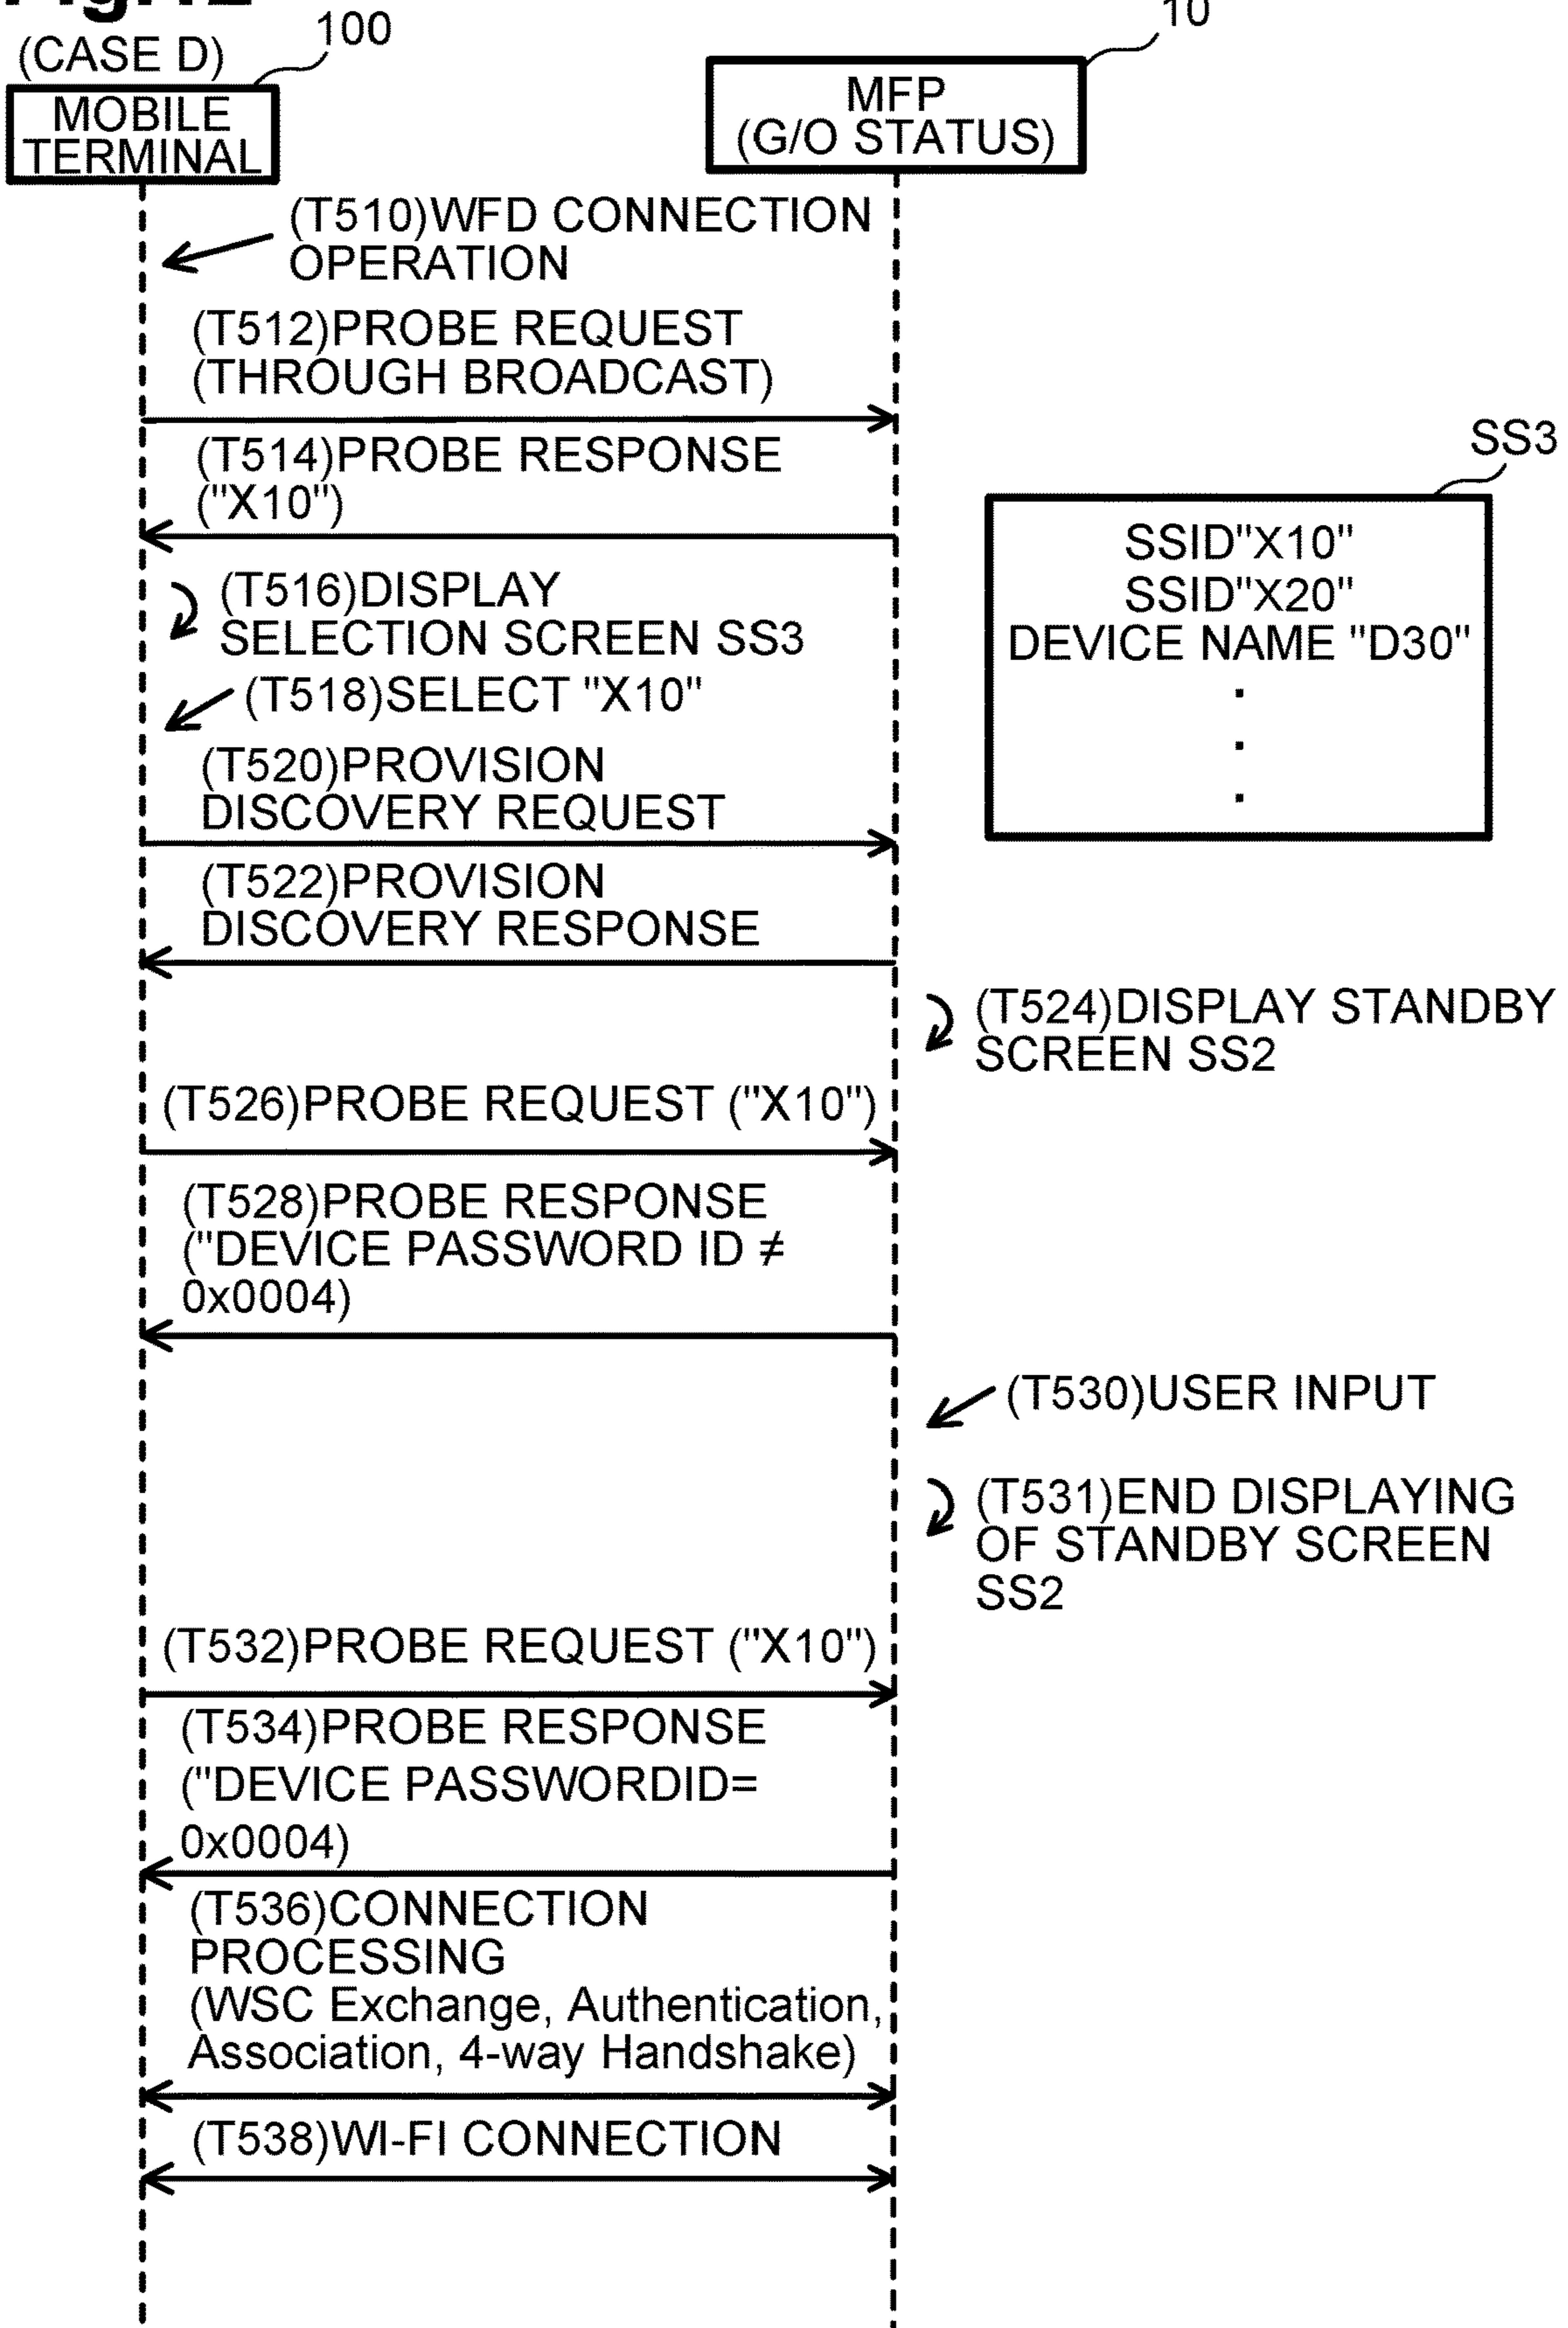 (CASE D)
100
10
MOBILE
TERMINAL
MFP
(G/O STATUS)
(T510)WFD CONNECTION
OPERATION
(T512)PROBE REQUEST
(THROUGH BROADCAST)
(T514)PROBE RESPONSE
("X10")
SS3
SSID"X10"
SSID"X20"
DEVICE NAME "D30"
.
.
.
(T516)DISPLAY
SELECTION SCREEN SS3
(T518)SELECT "X10"
(T520)PROVISION
DISCOVERY REQUEST
(T522)PROVISION
DISCOVERY RESPONSE
(T524)DISPLAY STANDBY
SCREEN SS2
(T526)PROBE REQUEST ("X10")
(T528)PROBE RESPONSE
("DEVICE PASSWORD ID ≠
0x0004)
(T530)USER INPUT
(T531)END DISPLAYING
OF STANDBY SCREEN
SS2
(T532)PROBE REQUEST ("X10")
(T534)PROBE RESPONSE
("DEVICE PASSWORDID=
0x0004)
(T536)CONNECTION
PROCESSING
(WSC Exchange, Authentication,
Association, 4-way Handshake)
(T538)WI-FI CONNECTION